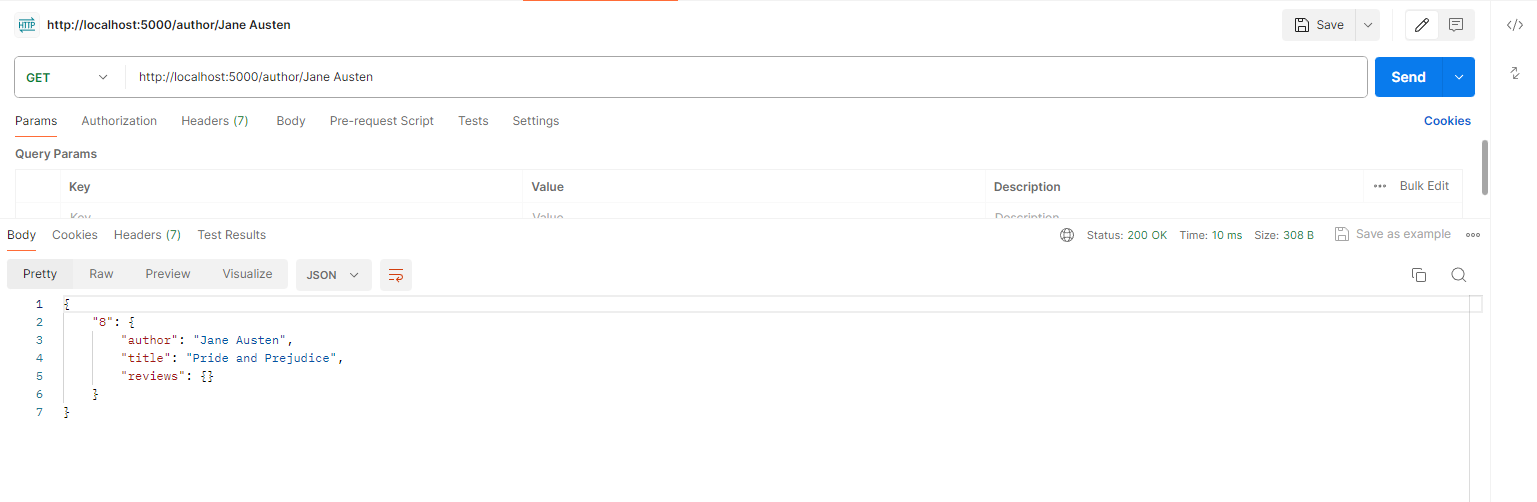 HTTP http://localhost:5000/author/Jane Austen Save
GET http://localhost:5000/author/Jane Austen Send
Params Authorization Headers (7) Body Pre-request Script Tests Settings Cookies
Query Params
Key Value Description ••• Bulk Edit
Key Value Description
Body Cookies Headers (7) Test Results Status: 200 OK Time: 10 ms Size: 308 B Save as example
Pretty Raw Preview Visualize JSON
1 {
2 "8": {
3 "author": "Jane Austen",
4 "title": "Pride and Prejudice",
5 "reviews": {}
6 }
7 }